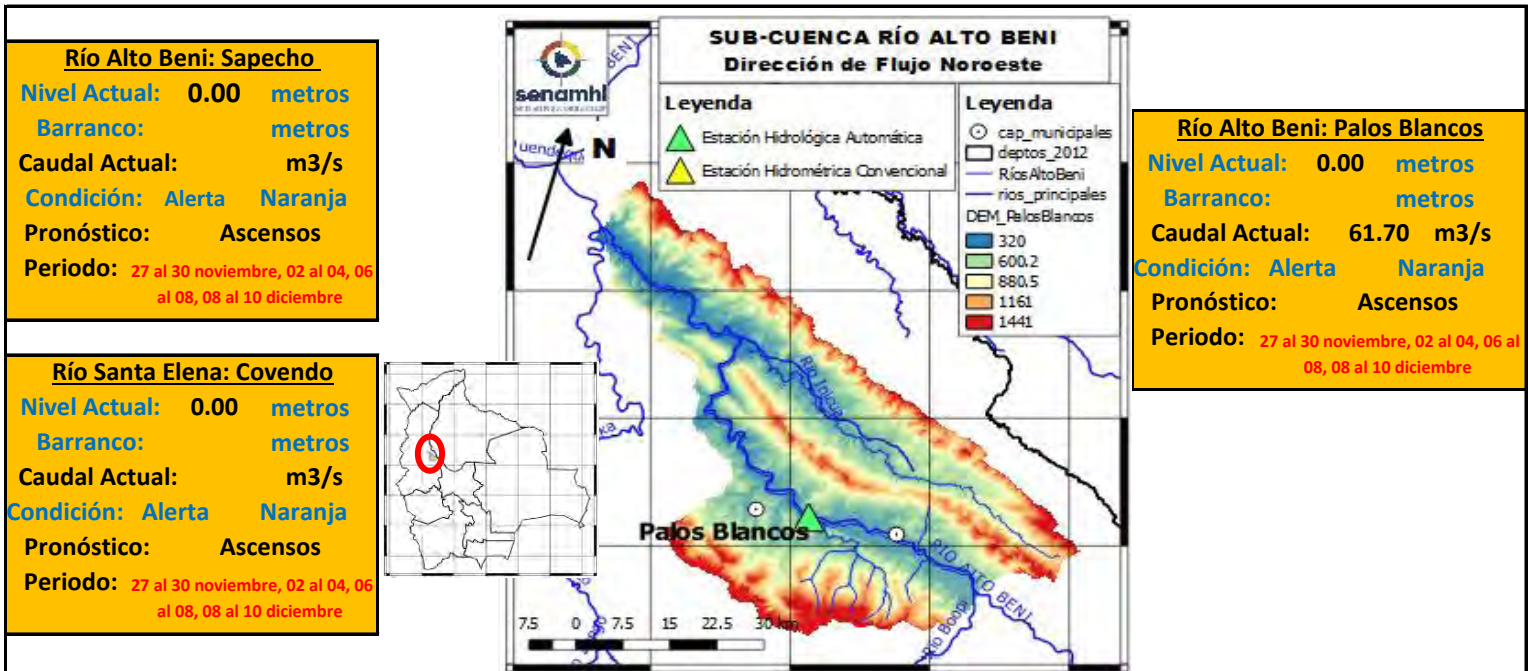 Río Alto Beni: Sapecho
Nivel Actual: 0.00 metros
Barranco: metros
Caudal Actual: m3/s
Condición: Alerta Naranja
Pronóstico: Ascensos
Periodo: 27 al 30 noviembre, 02 al 04, 06
al 08, 08 al 10 diciembre
Río Santa Elena: Covendo
Nivel Actual: 0.00 metros
Barranco: metros
Caudal Actual: m3/s
Condición: Alerta Naranja
Pronóstico: Ascensos
Periodo: 27 al 30 noviembre, 02 al 04, 06
al 08, 08 al 10 diciembre
senamhi
BENI
SUB-CUENCA RÍO ALTO BENI
Dirección de Flujo Noroeste
Leyenda
Estación Hidrológica Automática
Estación Hidrométrica Convencional
Leyenda
cap_municipales
deptos_2012
RíosAltoBeni
rios_principales
DEM_PalosBlancos
320
600.2
880.5
1161
1441
N
Río Inicua
Palos Blancos
RIO ALTO BENI
Río Boopi
7.5 0 7.5 15 22.5 30 km
Río Alto Beni: Palos Blancos
Nivel Actual: 0.00 metros
Barranco: metros
Caudal Actual: 61.70 m3/s
Condición: Alerta Naranja
Pronóstico: Ascensos
Periodo: 27 al 30 noviembre, 02 al 04, 06 al
08, 08 al 10 diciembre